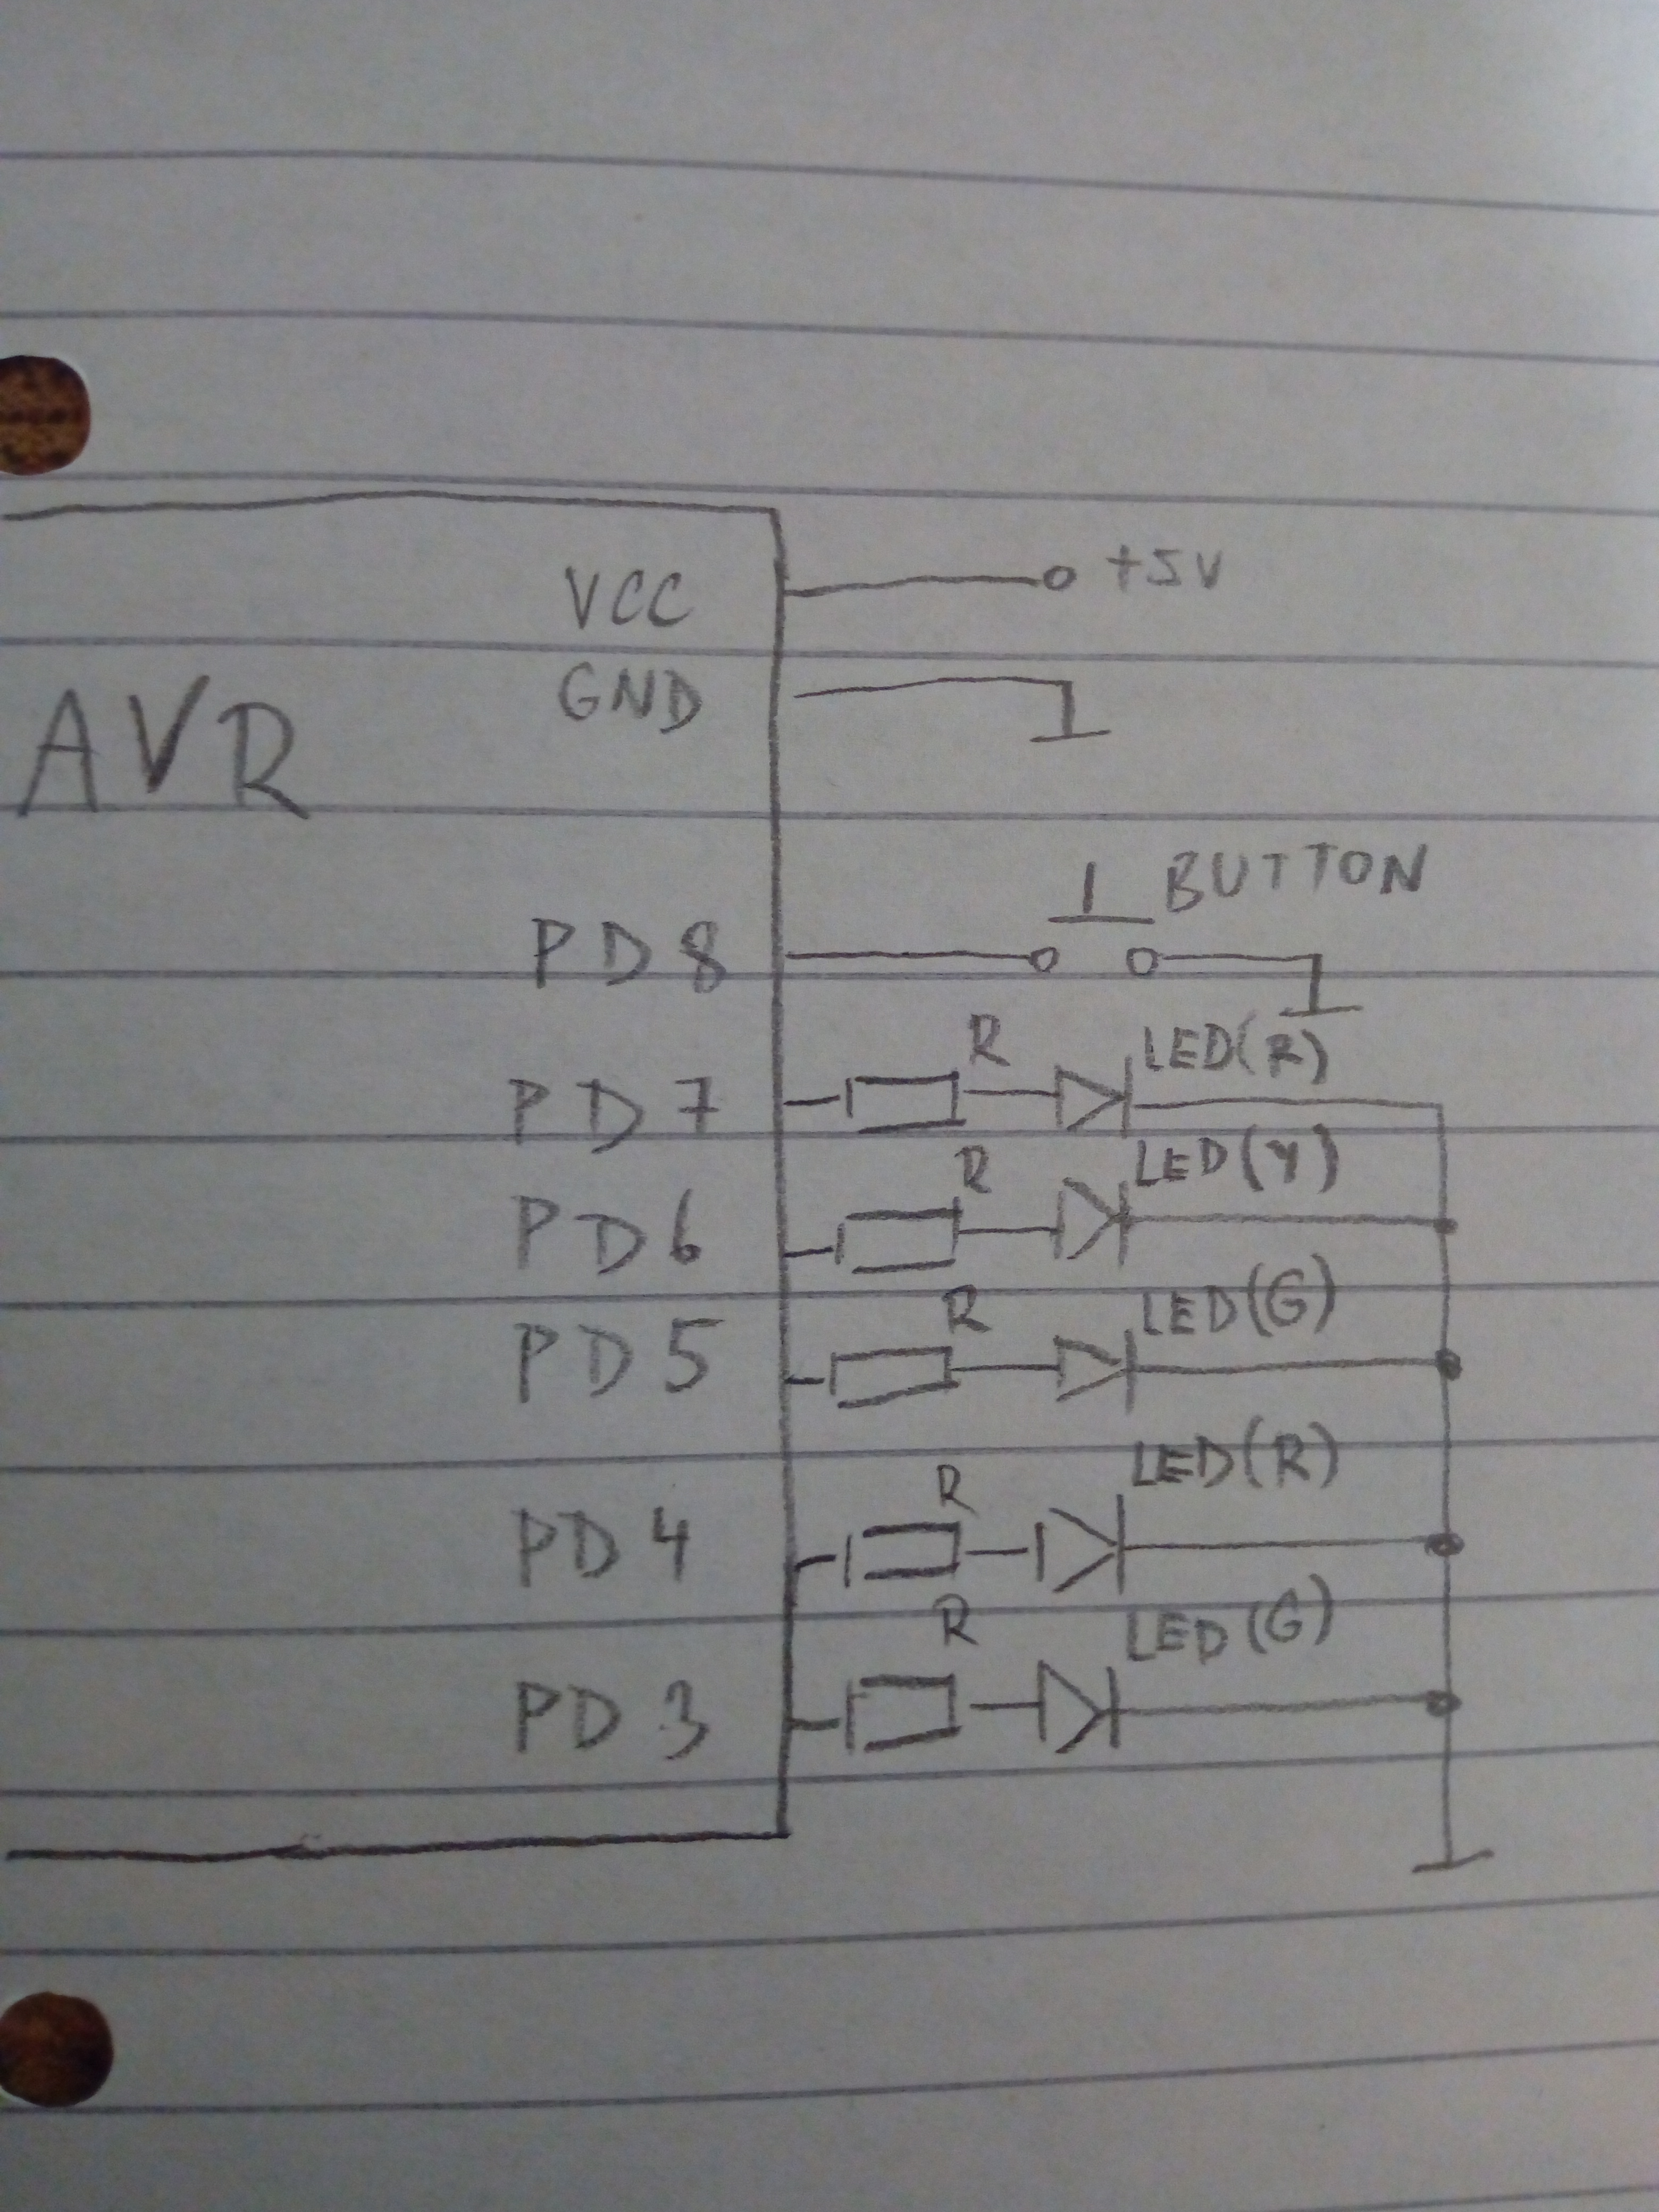 VCC +5V
GND
AVR
BUTTON
PD8
R LED(R)
PD7
R LED(Y)
PD6
R LED(G)
PD5
R LED(R)
PD4
R LED(G)
PD3